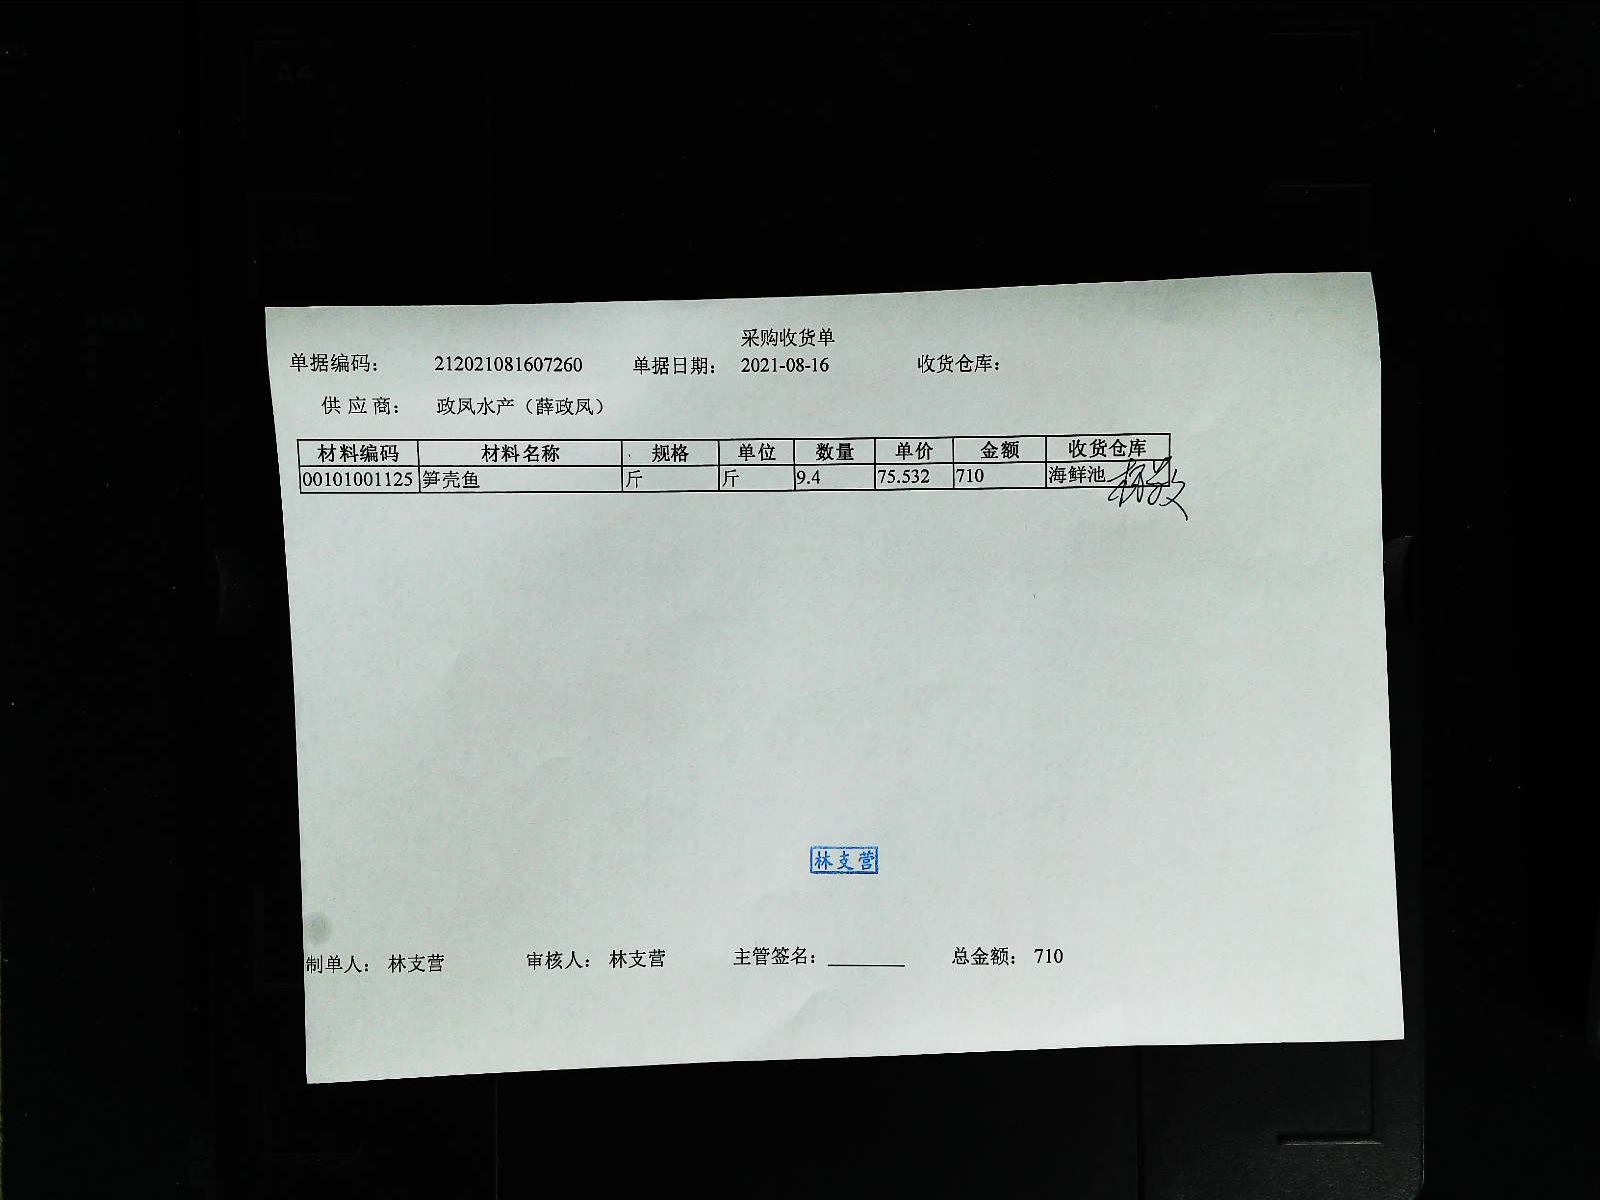 采购收货单
单据编码： 212021081607260 单据日期： 2021-08-16 收货仓库：
供 应 商： 政凤水产（薛政凤）
材料编码 材料名称 规格 单位 数量 单价 金额 收货仓库
00101001125 笋壳鱼 斤 斤 9.4 75.532 710 海鲜池
林支营
制单人： 林支营 审核人： 林支营 主管签名：_______ 总金额： 710